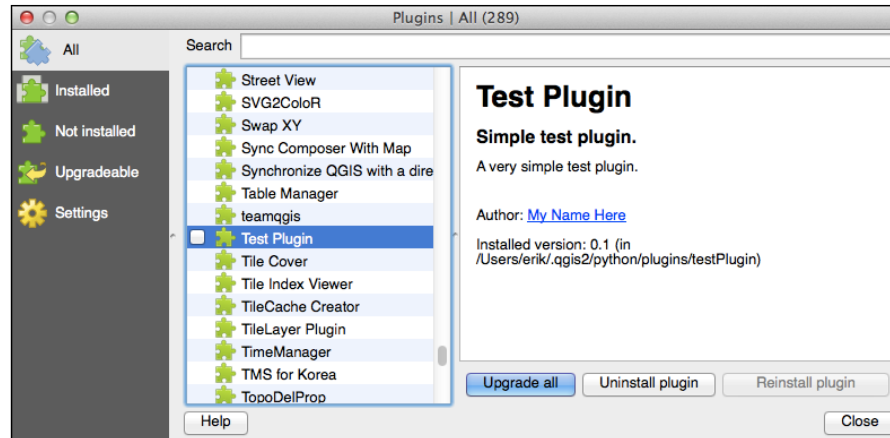 Plugins | All (289)
All
Installed
Not installed
Upgradeable
Settings
Search
Street View
SVG2ColoR
Swap XY
Sync Composer With Map
Synchronize QGIS with a dire
Table Manager
teamqgis
Test Plugin
Tile Cover
Tile Index Viewer
TileCache Creator
TileLayer Plugin
TimeManager
TMS for Korea
TopoDelProp
Test Plugin
Simple test plugin.
A very simple test plugin.
Author: My Name Here
Installed version: 0.1 (in
/Users/erik/.qgis2/python/plugins/testPlugin)
Upgrade all
Uninstall plugin
Reinstall plugin
Help
Close